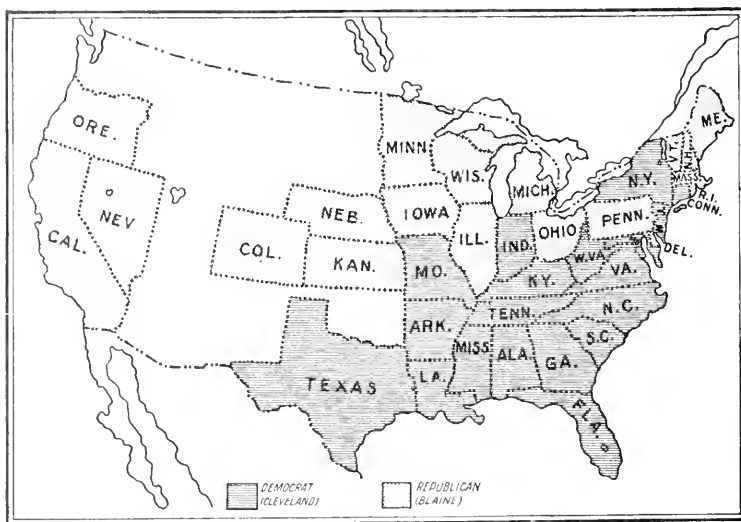 ORE.
NEV
CAL.
COL.
NEB.
KAN.
MINN
IOWA
WIS.
ILL.
MICH.
IND.
OHIO
PENN.
N.Y.
VT.
N.H.
ME.
MASS.
R.I.
CONN.
N.J.
DEL.
MO.
KY.
W.VA.
VA.
ARK.
TENN.
N.C.
S.C.
TEXAS
LA.
MISS.
ALA.
GA.
FLA.
DEMOCRAT
(CLEVELAND)
REPUBLICAN
(BLAINE)